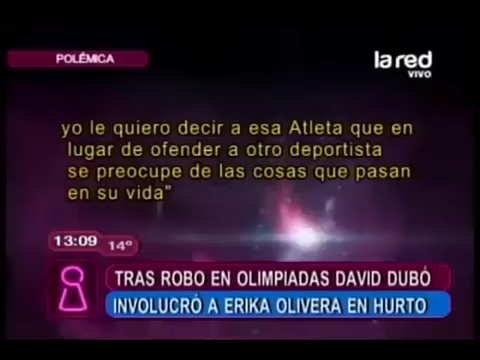 POLÉMICA
la red
VIVO
yo le quiero decir a esa Atleta que en
lugar de ofender a otro deportista
se preocupe de las cosas que pasan
en su vida"
13:09 14º
TRAS ROBO EN OLIMPIADAS DAVID DUBÓ
INVOLUCRÓ A ERIKA OLIVERA EN HURTO